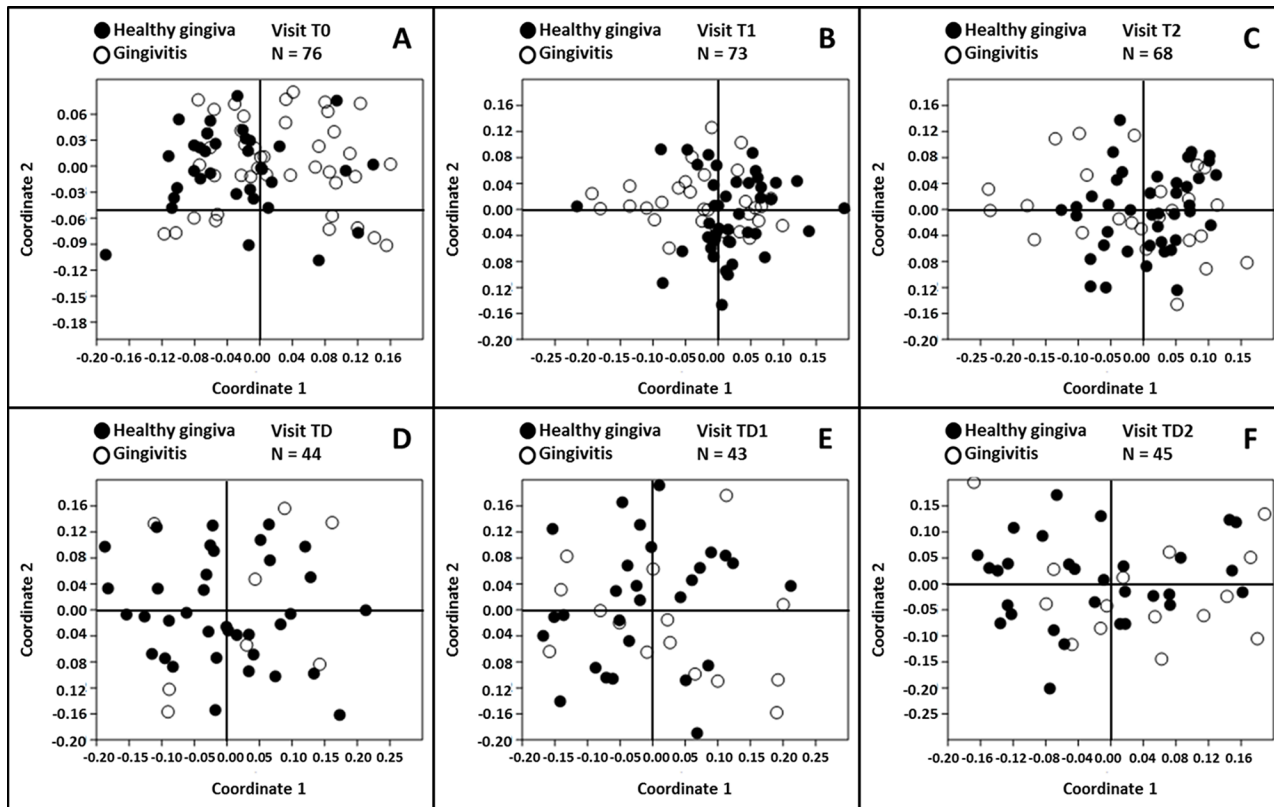 Healthy gingiva Visit T0 A
Gingivitis N = 76
0.06
0.03
0.00
-0.03
-0.06
-0.09
-0.12
-0.15
-0.18
Coordinate 2
-0.20 -0.16 -0.12 -0.08 -0.04 0.00 0.04 0.08 0.12 0.16
Coordinate 1
Healthy gingiva Visit T1 B
Gingivitis N = 73
0.16
0.12
0.08
0.04
0.00
0.04
0.08
0.12
-0.16
-0.20
Coordinate 2
-0.25 -0.20 -0.15 -0.10 -0.05 0.00 0.05 0.10 0.15
Coordinate 1
Healthy gingiva Visit T2 C
Gingivitis N = 68
0.16
0.12
0.08
0.04
0.00
0.04
0.08
0.12
-0.16
-0.20
Coordinate 2
-0.25 -0.20 -0.15 -0.10 -0.05 0.00 0.05 0.10 0.15
Coordinate 1
Healthy gingiva Visit TD D
Gingivitis N = 44
0.16
0.12
0.08
0.04
0.00
0.04
0.08
0.12
-0.16
-0.20
Coordinate 2
-0.20 -0.15 -0.10 -0.05 0.00 0.05 0.10 0.15 0.20 0.25
Coordinate 1
Healthy gingiva Visit TD1 E
Gingivitis N = 43
0.16
0.12
0.08
0.04
0.00
0.04
0.08
0.12
-0.16
-0.20
Coordinate 2
-0.20 -0.15 -0.10 -0.05 0.00 0.05 0.10 0.15 0.20 0.25
Coordinate 1
Healthy gingiva Visit TD2 F
Gingivitis N = 45
0.15
0.10
0.05
0.00
-0.05
-0.10
-0.15
-0.20
-0.25
Coordinate 2
-0.20 -0.16 -0.12 -0.08 -0.04 0.00 0.04 0.08 0.12 0.16
Coordinate 1